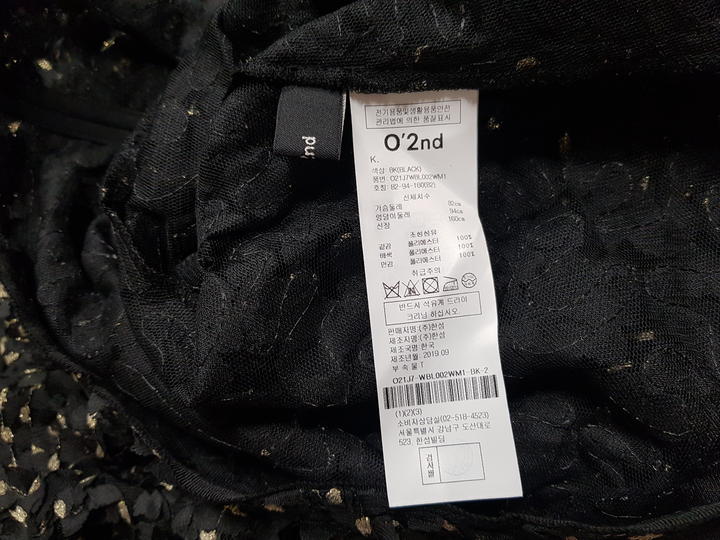 2nd
전기용품및생활용품안전
관리법에 의한 품질표시
O'2nd
K.
색상: BK(BLACK)
품번: O21J7WBL002WM1
호칭: 82-94-160(82)
신체치수
가슴둘레 82cm
엉덩이둘레 94cm
신장 160cm
조성섬유
겉감 폴리에스터 100%
배색 폴리에스터 100%
안감 폴리에스터 100%
취급주의
반드시 석유계 드라이
크리닝 하십시오
판매자명:(주)한섬
제조자명:(주)한섬
제조국명:한국
제조년월: 2019.09
부 속 물 T
O21J7-WBL002WM1-BK-2
(1)(2)(3)
소비자상담실(02-518-4523)
서울특별시 강남구 도산대로
523, 한섬빌딩
검사필